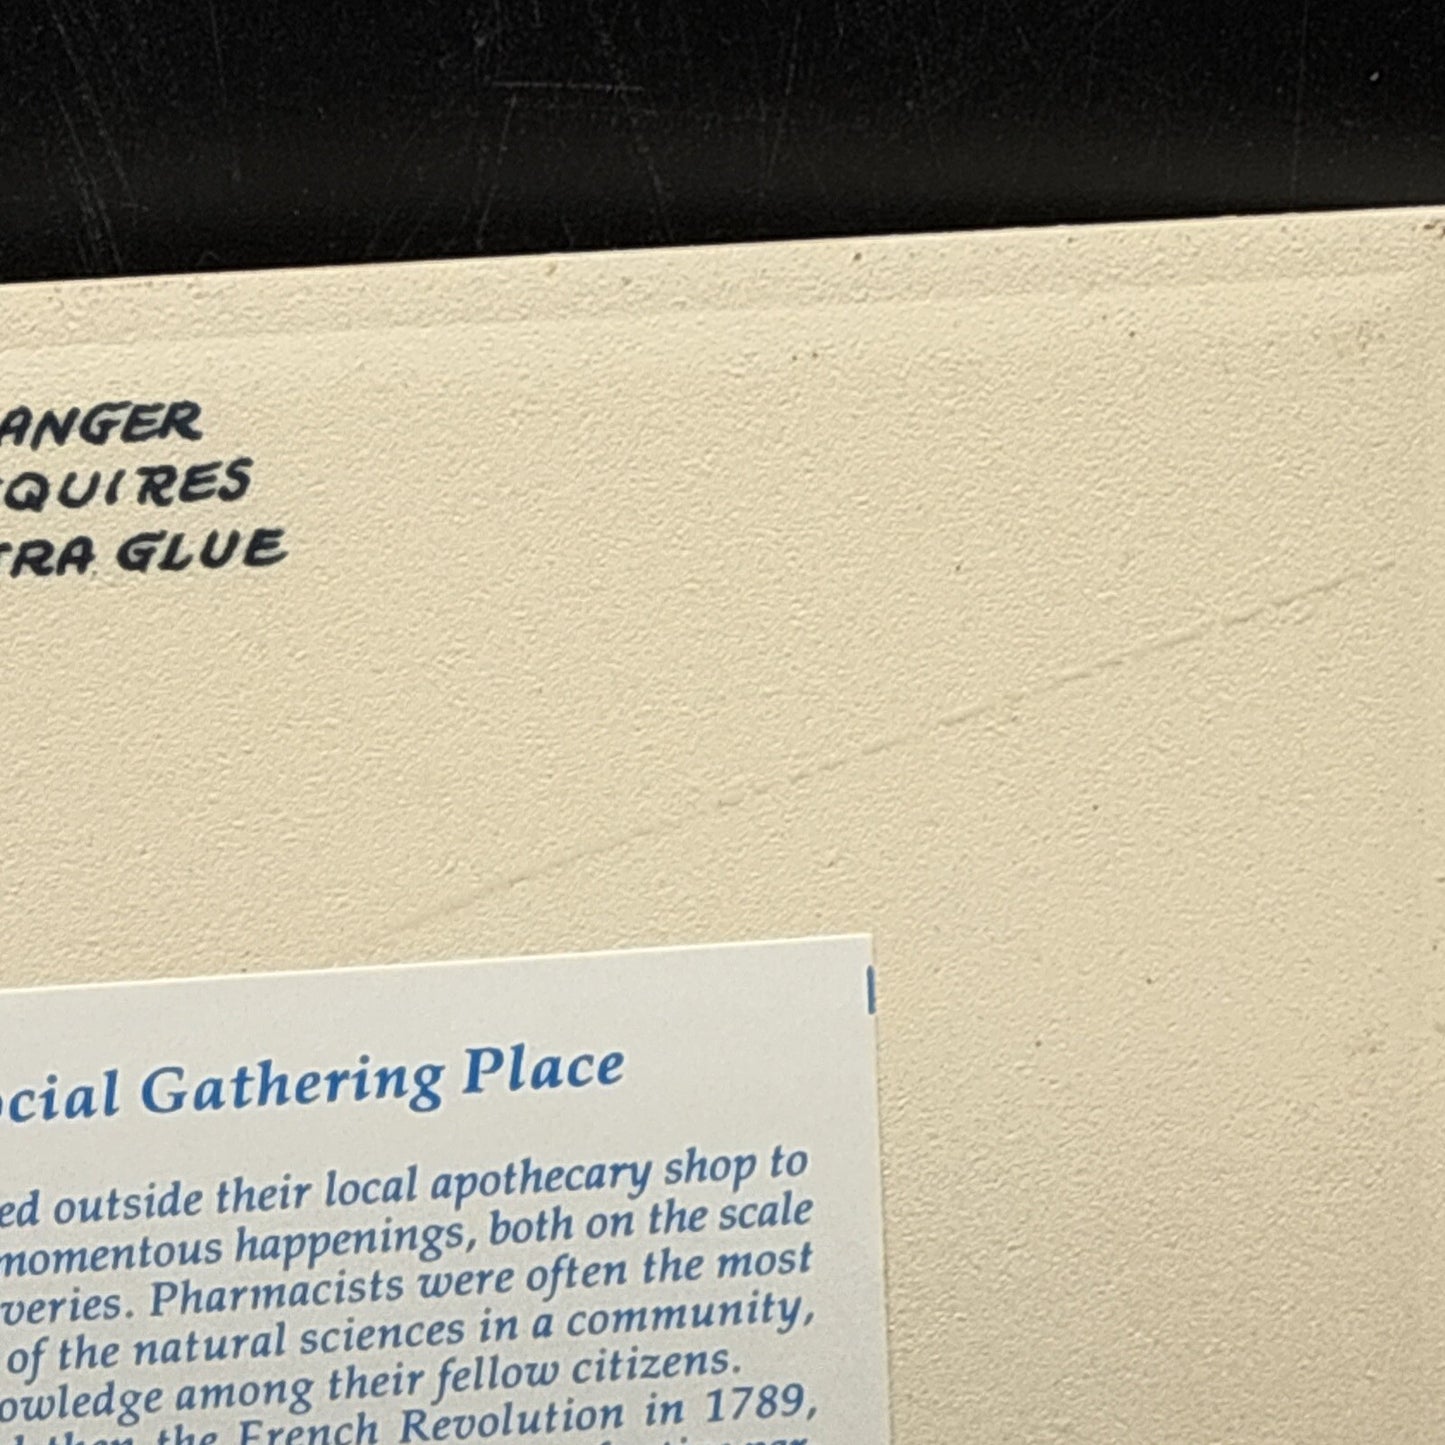 ANGER
QUIRES
TRA GLUE
ocial Gathering Place
ed outside their local apothecary shop to
momentous happenings, both on the scale
veries. Pharmacists were often the most
of the natural sciences in a community,
owledge among their fellow citizens.
the French Revolution in 1789,